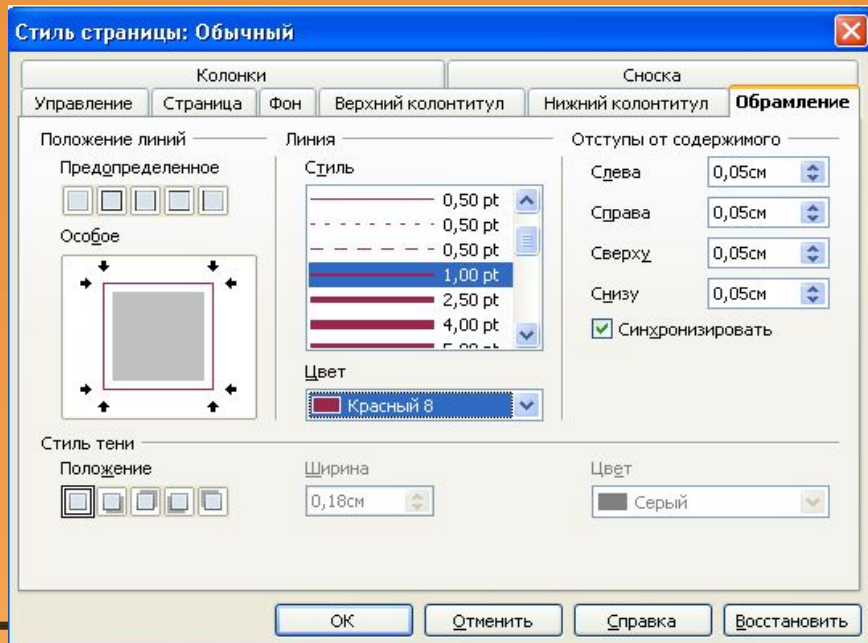 Стиль страницы: Обычный
Колонки
Сноска
Управление
Страница
Фон
Верхний колонтитул
Нижний колонтитул
Обрамление
Положение линий
Предопределенное
Особое
Линия
Стиль
0,50 pt
0,50 pt
0,50 pt
1,00 pt
2,50 pt
4,00 pt
Цвет
Красный 8
Отступы от содержимого
Слева 0,05см
Справа 0,05см
Сверху 0,05см
Снизу 0,05см
Синхронизировать
Стиль тени
Положение
Ширина
0,18см
Цвет
Серый
ОК
Отменить
Справка
Восстановить